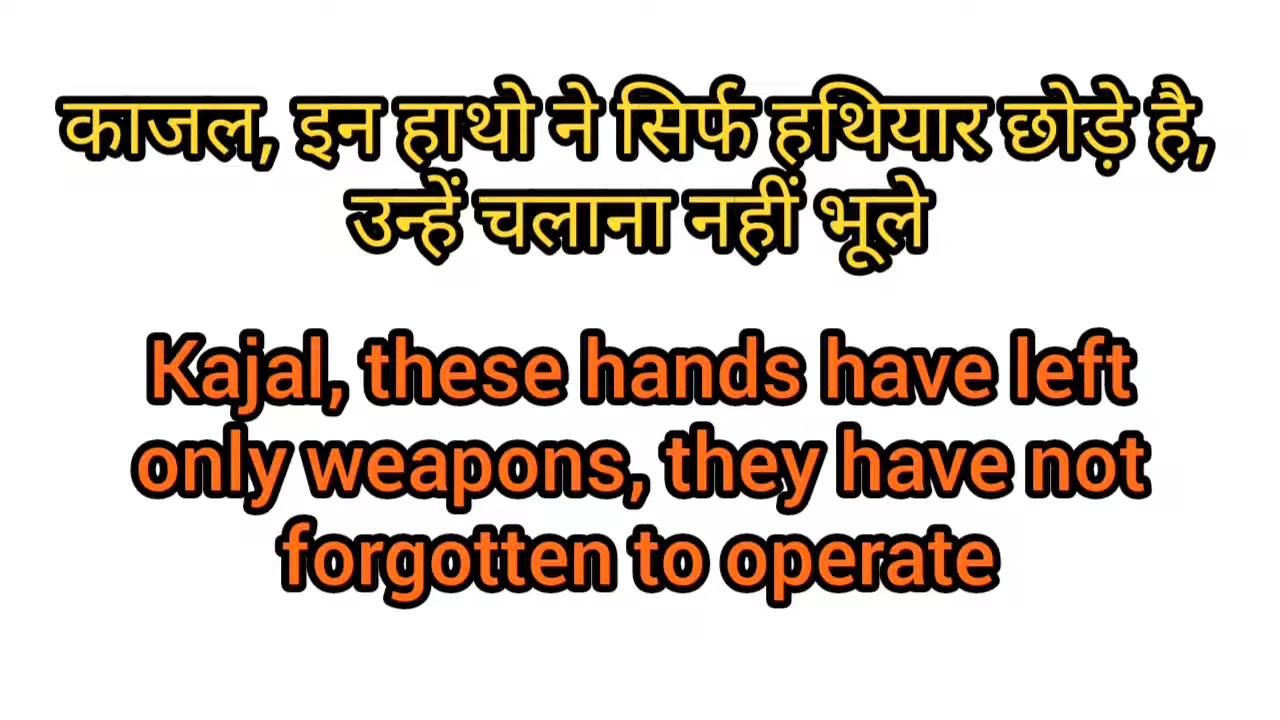 काजल, इन हाथो ने सिर्फ हथियार छोड़े है,
उन्हें चलाना नहीं भूले
Kajal, these hands have left
only weapons, they have not
forgotten to operate